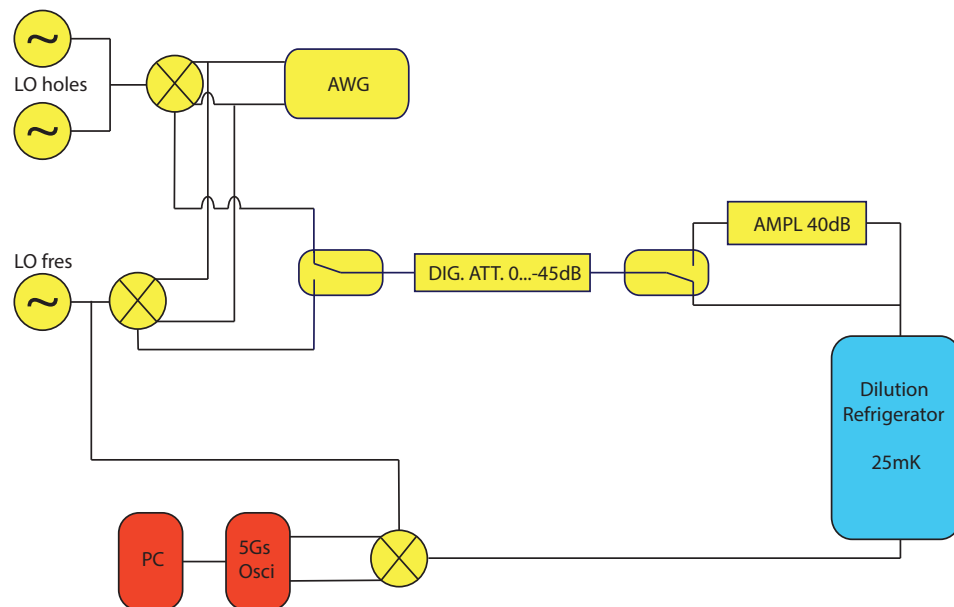 LO holes
AWG
AMPL 40dB
LO fres
DIG. ATT. 0...-45dB
Dilution
Refrigerator
25mK
PC
5Gs
Osci